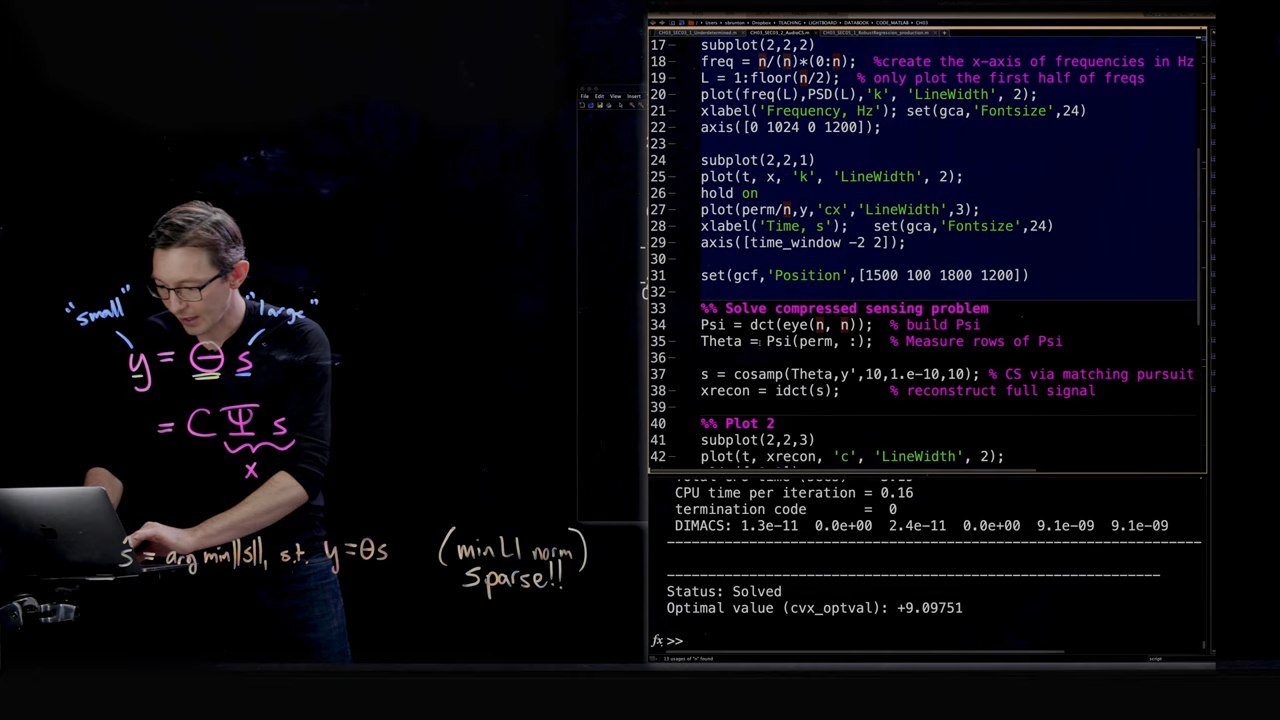 "small"
"large"
y = Θ s
= C Ψ s
x
ŝ = arg min||s||, s.t. y = Θs
(min L1 norm)
Sparse!!
File Edit View Insert
17 subplot(2,2,2)
18 freq = n/(n)*(0:n); %create the x-axis of frequencies in Hz
19 L = 1:floor(n/2); % only plot the first half of freqs
20 plot(freq(L),PSD(L),'k', 'LineWidth', 2);
21 xlabel('Frequency, Hz'); set(gca,'Fontsize',24)
22 axis([0 1024 0 1200]);
23
24 subplot(2,2,1)
25 plot(t, x, 'k', 'LineWidth', 2);
26 hold on
27 plot(perm/n,y,'cx','LineWidth',3);
28 xlabel('Time, s'); set(gca,'Fontsize',24)
29 axis([time_window -2 2]);
30
31 set(gcf,'Position',[1500 100 1800 1200])
32
33 %% Solve compressed sensing problem
34 Psi = dct(eye(n, n)); % build Psi
35 Theta = Psi(perm, :); % Measure rows of Psi
36
37 s = cosamp(Theta,y',10,1.e-10,10); % CS via matching pursuit
38 xrecon = idct(s); % reconstruct full signal
39
40 %% Plot 2
41 subplot(2,2,3)
42 plot(t, xrecon, 'c', 'LineWidth', 2);
CPU time per iteration = 0.16
termination code = 0
DIMACS: 1.3e-11 0.0e+00 2.4e-11 0.0e+00 9.1e-09 9.1e-09
Status: Solved
Optimal value (cvx_optval): +9.09751
fx >>
13 usages of "n" found
script